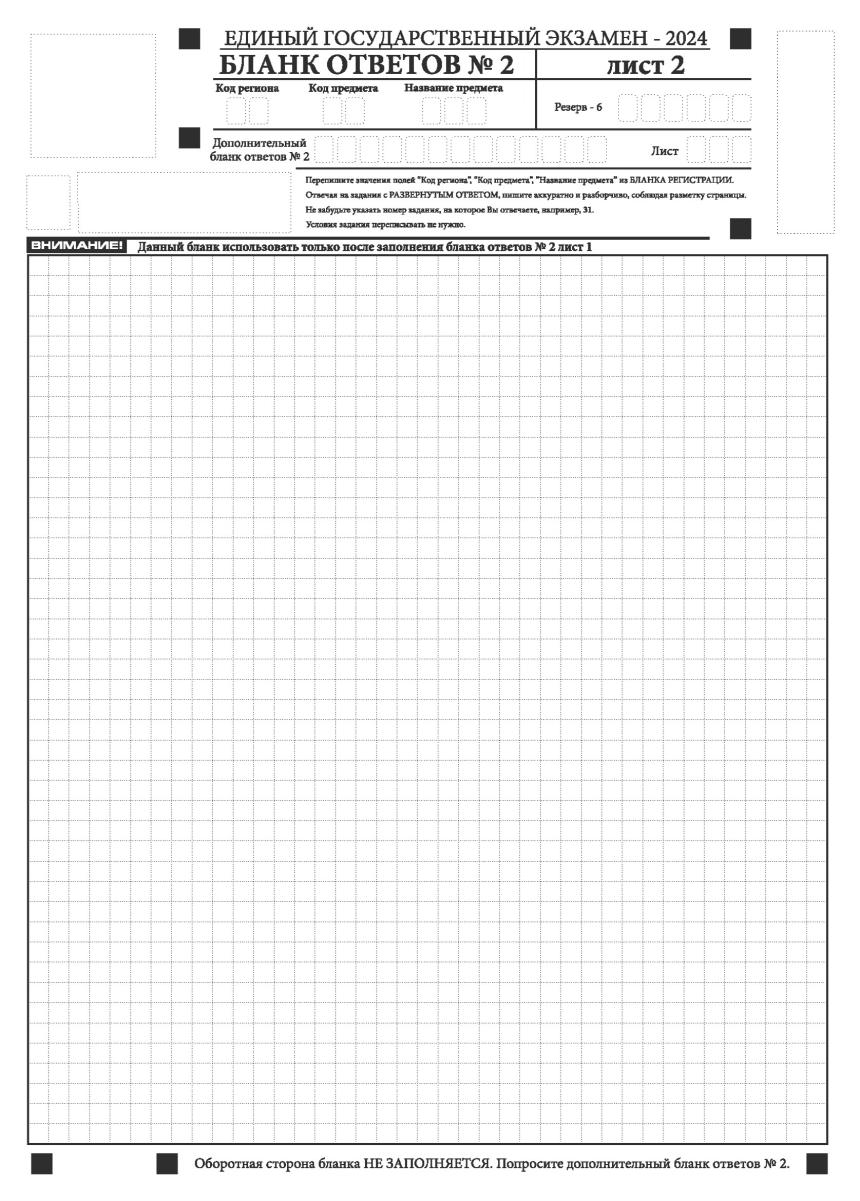 ЕДИНЫЙ ГОСУДАРСТВЕННЫЙ ЭКЗАМЕН - 2024
БЛАНК ОТВЕТОВ № 2 лист 2
Код региона Код предмета Название предмета
Резерв - 6
Дополнительный
бланк ответов № 2
Лист
Перепишите значения полей "Код региона", "Код предмета", "Название предмета" из БЛАНКА РЕГИСТРАЦИИ.
Отвечая на задания с РАЗВЕРНУТЫМ ОТВЕТОМ, пишите аккуратно и разборчиво, соблюдая разметку страницы.
Не забудьте указать номер задания, на которое Вы отвечаете, например, 31.
Условия задания переписывать не нужно.
ВНИМАНИЕ! Данный бланк использовать только после заполнения бланка ответов № 2 лист 1
Оборотная сторона бланка НЕ ЗАПОЛНЯЕТСЯ. Попросите дополнительный бланк ответов № 2.